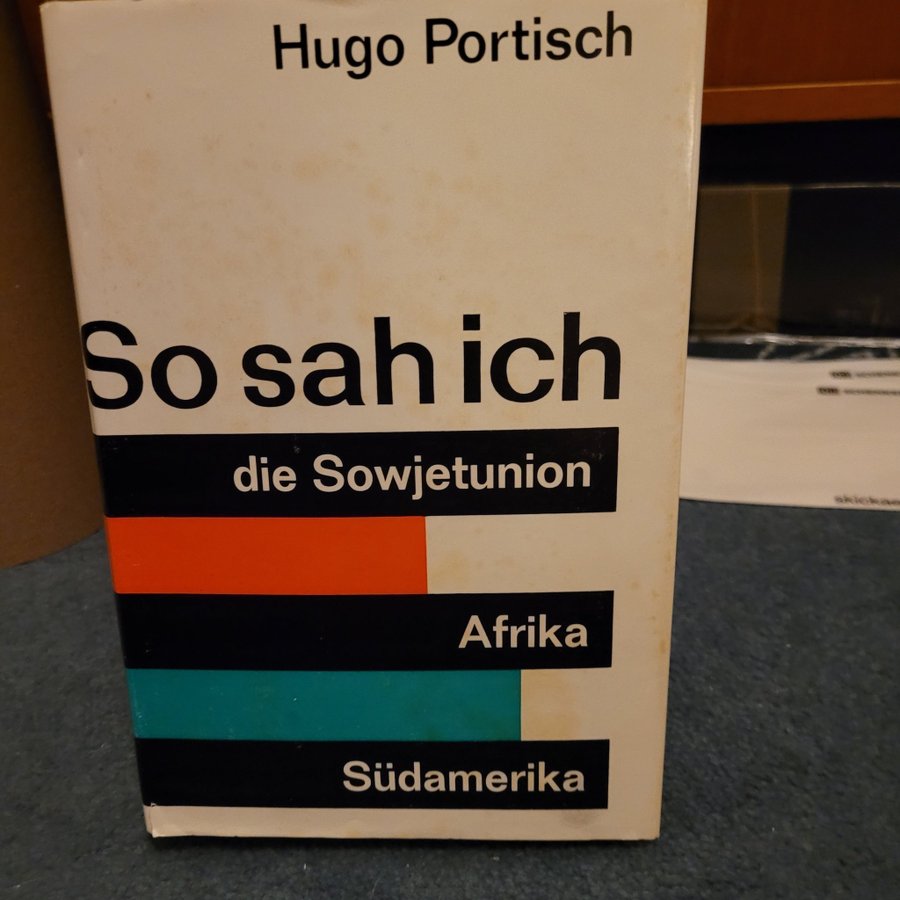 Hugo Portisch
So sah ich
die Sowjetunion
Afrika
Südamerika